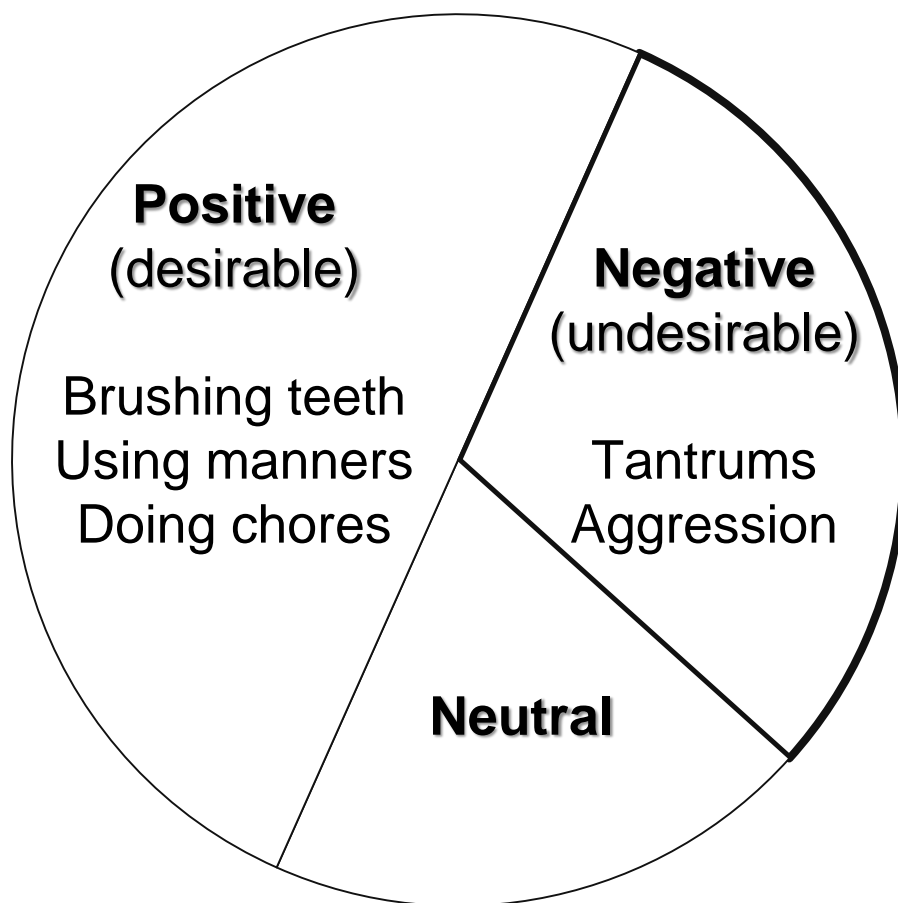 Positive
(desirable)
Brushing teeth
Using manners
Doing chores
Negative
(undesirable)
Tantrums
Aggression
Neutral